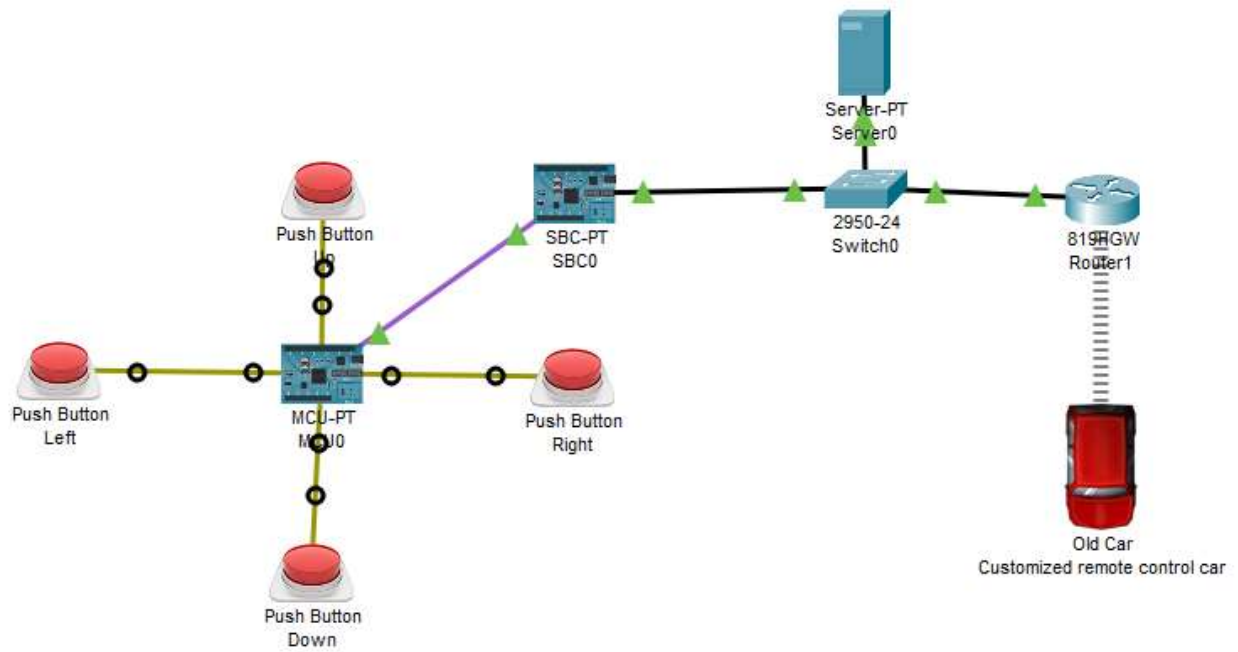 Server-PT
Server0
Push Button
Up
SBC-PT
SBC0
2950-24
Switch0
819HGW
Router1
Push Button
Left
MCU-PT
MCU0
Push Button
Right
Old Car
Customized remote control car
Push Button
Down